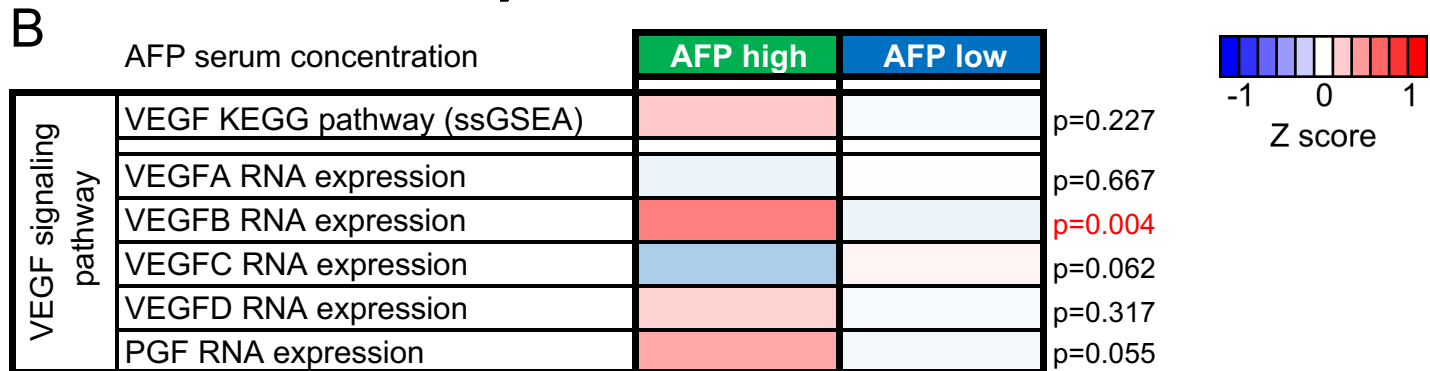 B
AFP serum concentration AFP high AFP low
VEGF signaling pathway
VEGF KEGG pathway (ssGSEA) p=0.227
VEGFA RNA expression p=0.667
VEGFB RNA expression p=0.004
VEGFC RNA expression p=0.062
VEGFD RNA expression p=0.317
PGF RNA expression p=0.055
-1 0 1
Z score